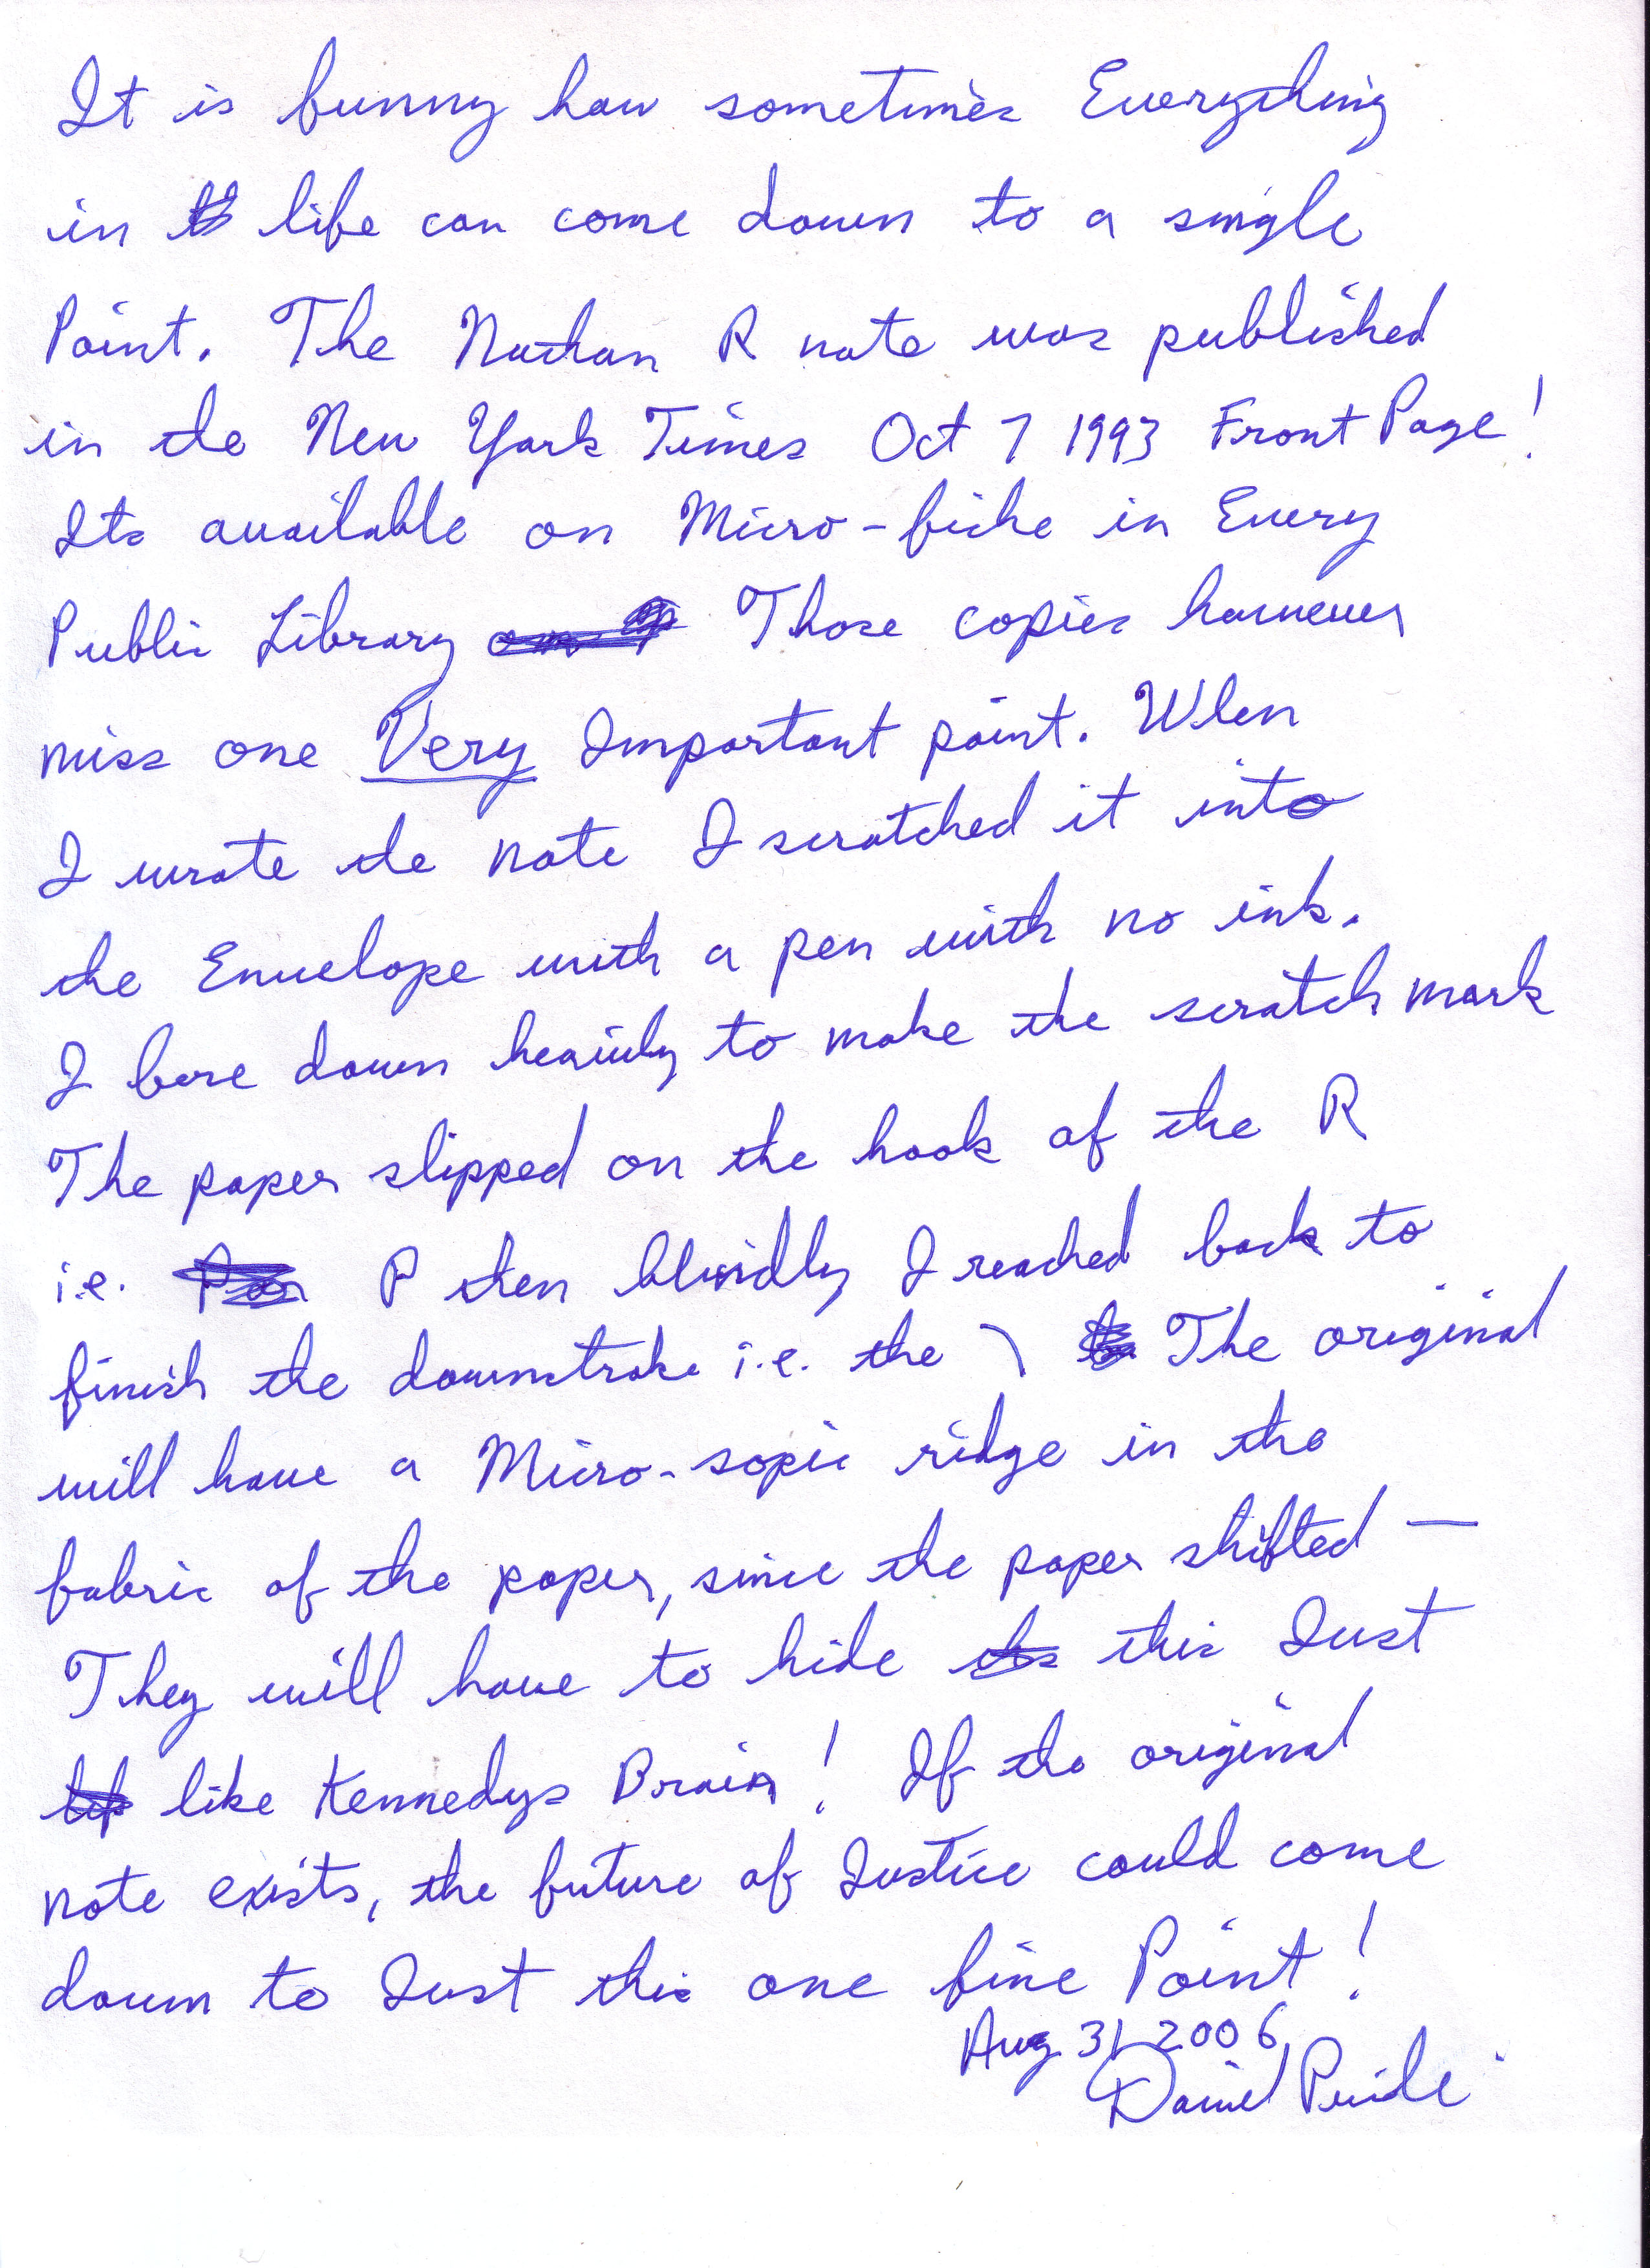 It is funny how sometimes Everything
in life can come down to a single
Point. The Nathan R note was published
in the New York Times Oct 7 1993 Front Page!
Its available on Micro-fiche in Every
Public Library Those copies however
miss one Very Important point. When
I wrote the note I scratched it into
the Envelope with a pen with no ink.
I bore down heavily to make the scratch mark
The paper slipped on the hook of the R
i.e. P then blindly I reached back to
finish the downstroke i.e. the \ The original
will have a Micro-sopic ridge in the
fabric of the paper, since the paper shifted —
They will have to hide this Just
like Kennedys Brain! If the original
note exists, the future of Justice could come
down to Just this one fine Point!
Aug 31 2006
Daniel